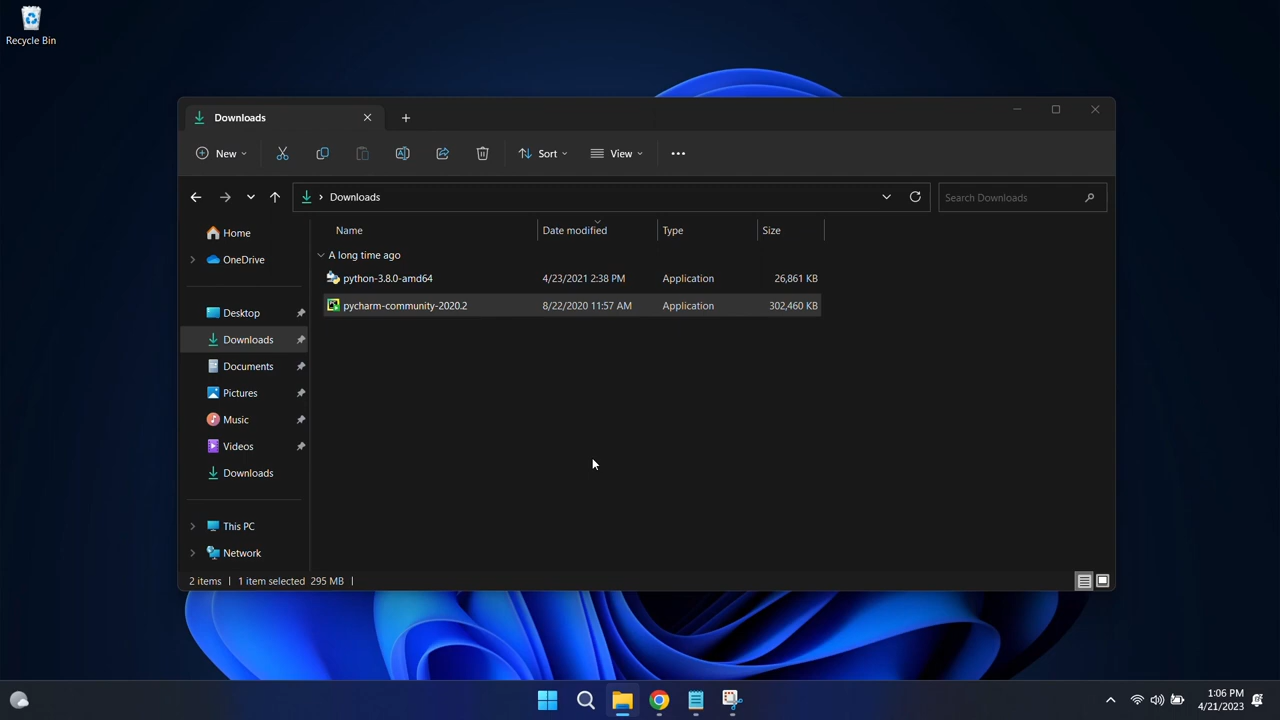 Recycle Bin
Downloads
New
Sort
View
Downloads
Search Downloads
Name Date modified Type Size
A long time ago
python-3.8.0-amd64 4/23/2021 2:38 PM Application 26,861 KB
pycharm-community-2020.2 8/22/2020 11:57 AM Application 302,460 KB
Home
OneDrive
Desktop
Downloads
Documents
Pictures
Music
Videos
Downloads
This PC
Network
2 items 1 item selected 295 MB
1:06 PM
4/21/2023